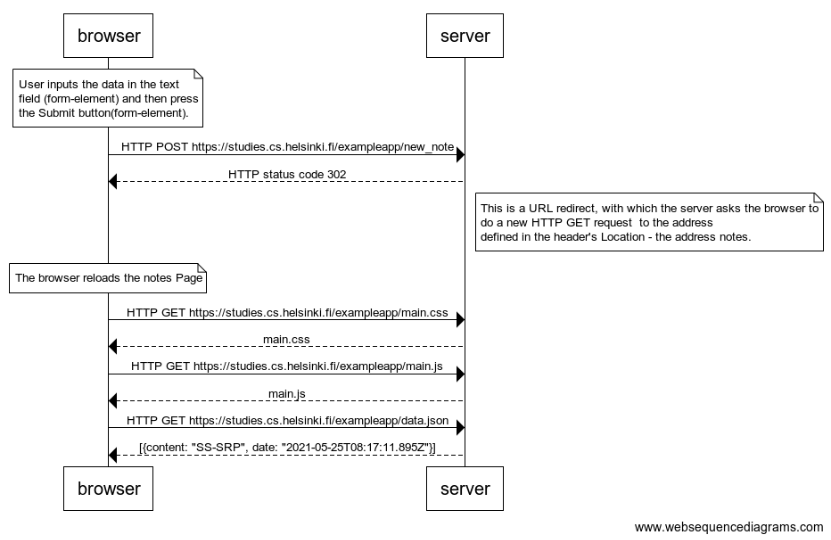 browser
server
User inputs the data in the text
field (form-element) and then press
the Submit button(form-element).
HTTP POST https://studies.cs.helsinki.fi/exampleapp/new_note
HTTP status code 302
This is a URL redirect, with which the server asks the browser to
do a new HTTP GET request  to the address
defined in the header's Location - the address notes.
The browser reloads the notes Page
HTTP GET https://studies.cs.helsinki.fi/exampleapp/main.css
main.css
HTTP GET https://studies.cs.helsinki.fi/exampleapp/main.js
main.js
HTTP GET https://studies.cs.helsinki.fi/exampleapp/data.json
[{content: "SS-SRP", date: "2021-05-25T08:17:11.895Z"}]
browser
server
www.websequencediagrams.com